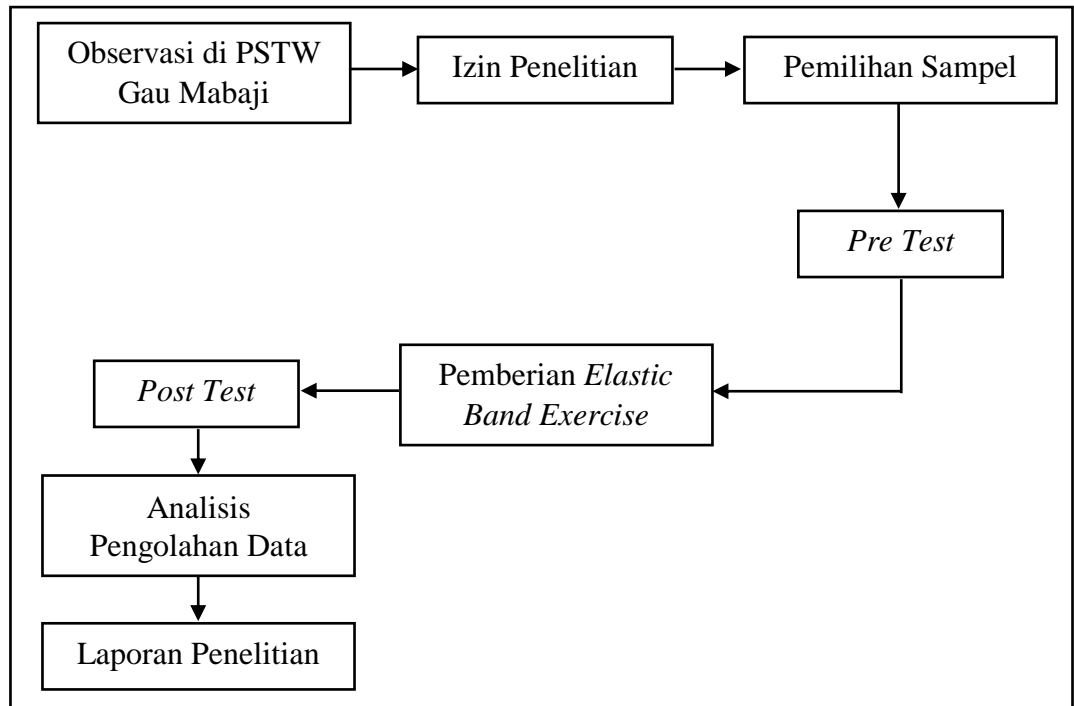 Observasi di PSTW
Gau Mabaji
Izin Penelitian
Pemilihan Sampel
Pre Test
Pemberian Elastic
Band Exercise
Post Test
Analisis
Pengolahan Data
Laporan Penelitian